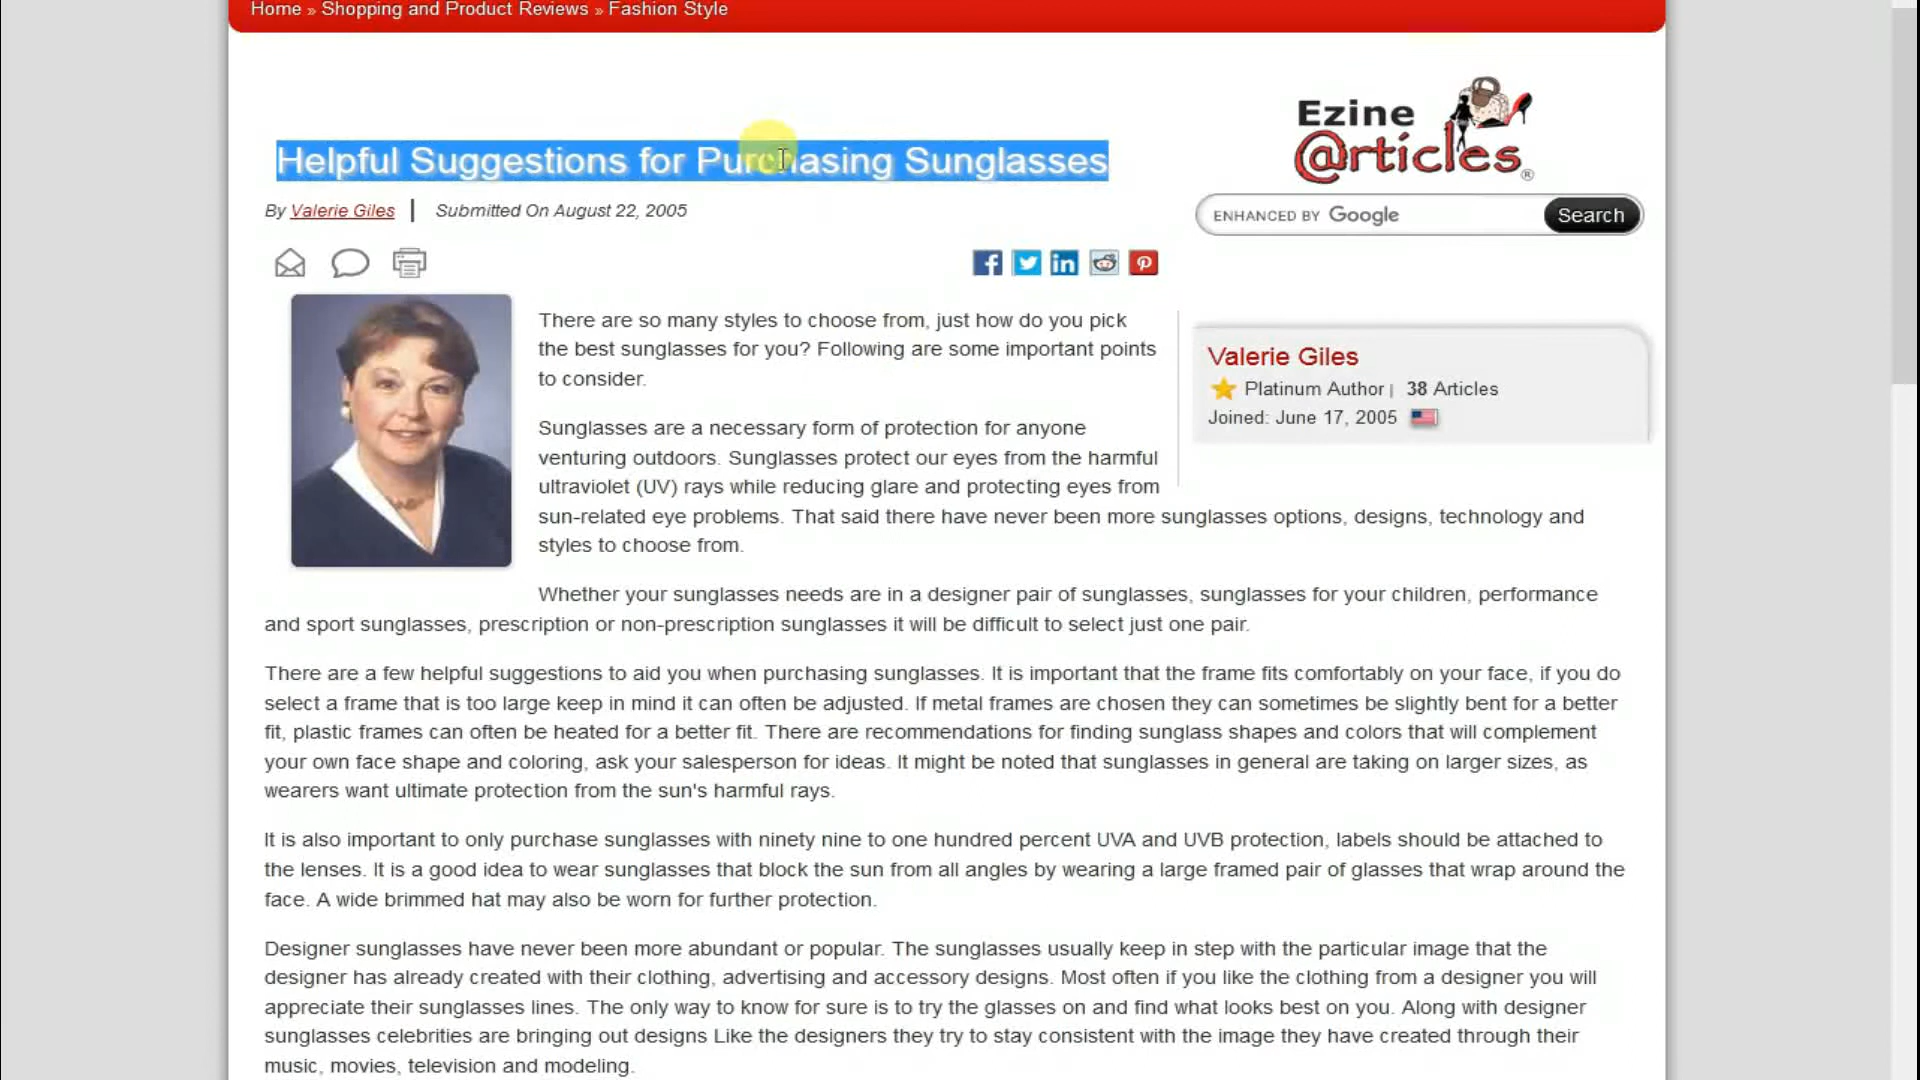 Home » Shopping and Product Reviews » Fashion Style
Ezine
@rticles®
Helpful Suggestions for Purchasing Sunglasses
By Valerie Giles | Submitted On August 22, 2005
ENHANCED BY Google
Search
There are so many styles to choose from, just how do you pick
the best sunglasses for you? Following are some important points
to consider.
Valerie Giles
Platinum Author | 38 Articles
Joined: June 17, 2005
Sunglasses are a necessary form of protection for anyone
venturing outdoors. Sunglasses protect our eyes from the harmful
ultraviolet (UV) rays while reducing glare and protecting eyes from
sun-related eye problems. That said there have never been more sunglasses options, designs, technology and
styles to choose from.
Whether your sunglasses needs are in a designer pair of sunglasses, sunglasses for your children, performance
and sport sunglasses, prescription or non-prescription sunglasses it will be difficult to select just one pair.
There are a few helpful suggestions to aid you when purchasing sunglasses. It is important that the frame fits comfortably on your face, if you do
select a frame that is too large keep in mind it can often be adjusted. If metal frames are chosen they can sometimes be slightly bent for a better
fit, plastic frames can often be heated for a better fit. There are recommendations for finding sunglass shapes and colors that will complement
your own face shape and coloring, ask your salesperson for ideas. It might be noted that sunglasses in general are taking on larger sizes, as
wearers want ultimate protection from the sun's harmful rays.
It is also important to only purchase sunglasses with ninety nine to one hundred percent UVA and UVB protection, labels should be attached to
the lenses. It is a good idea to wear sunglasses that block the sun from all angles by wearing a large framed pair of glasses that wrap around the
face. A wide brimmed hat may also be worn for further protection.
Designer sunglasses have never been more abundant or popular. The sunglasses usually keep in step with the particular image that the
designer has already created with their clothing, advertising and accessory designs. Most often if you like the clothing from a designer you will
appreciate their sunglasses lines. The only way to know for sure is to try the glasses on and find what looks best on you. Along with designer
sunglasses celebrities are bringing out designs Like the designers they try to stay consistent with the image they have created through their
music, movies, television and modeling.